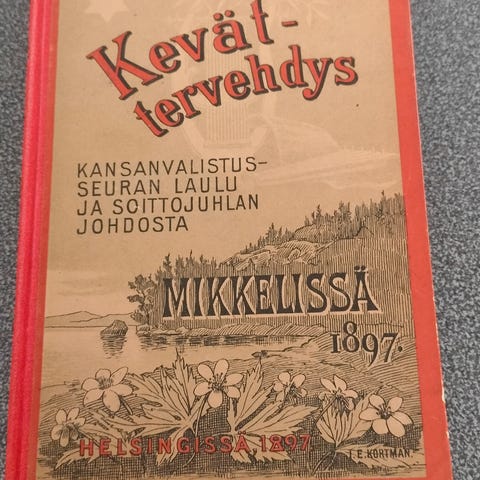 Kevät-
tervehdys
KANSANVALISTUS-
SEURAN LAULU
JA SOITTOJUHLAN
JOHDOSTA
MIKKELISSÄ
1897.
HELSINGISSÄ, 1897.
F.E.KORTMAN.